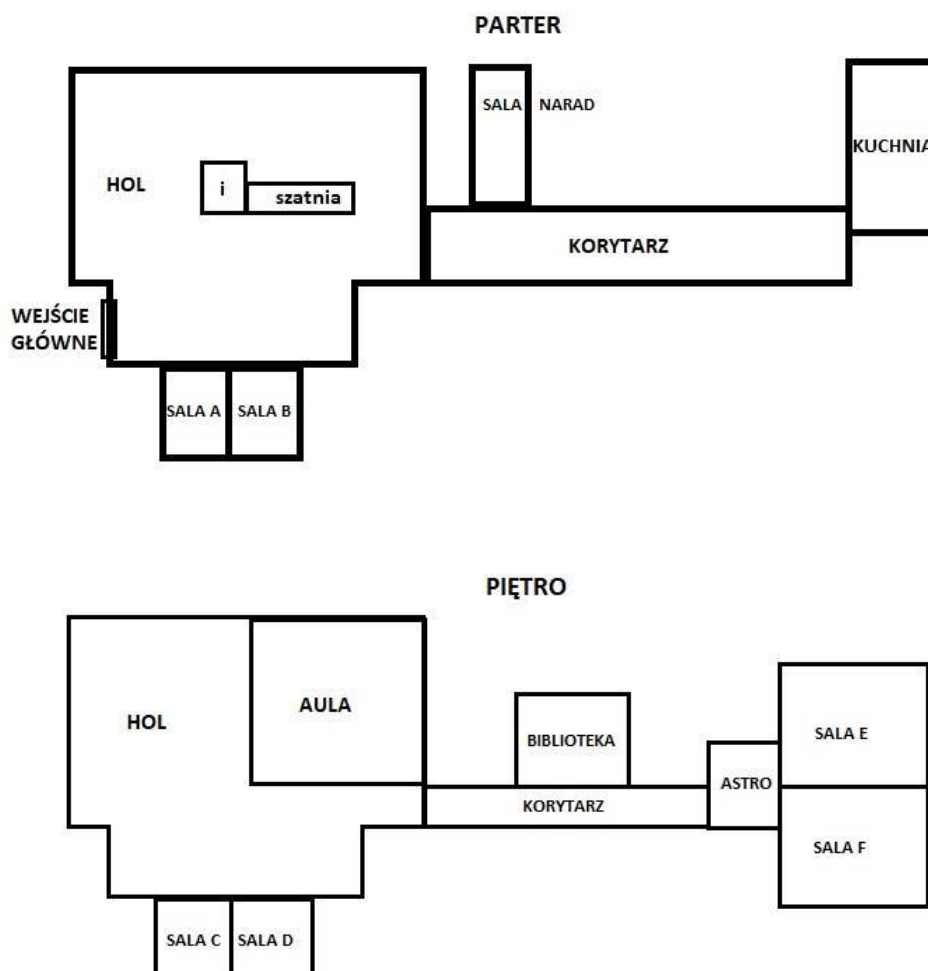 PARTER
SALA NARAD
KUCHNIA
HOL
i
szatnia
KORYTARZ
WEJŚCIE
GŁÓWNE
SALA A
SALA B
PIĘTRO
AULA
HOL
BIBLIOTEKA
SALA E
ASTRO
KORYTARZ
SALA F
SALA C
SALA D